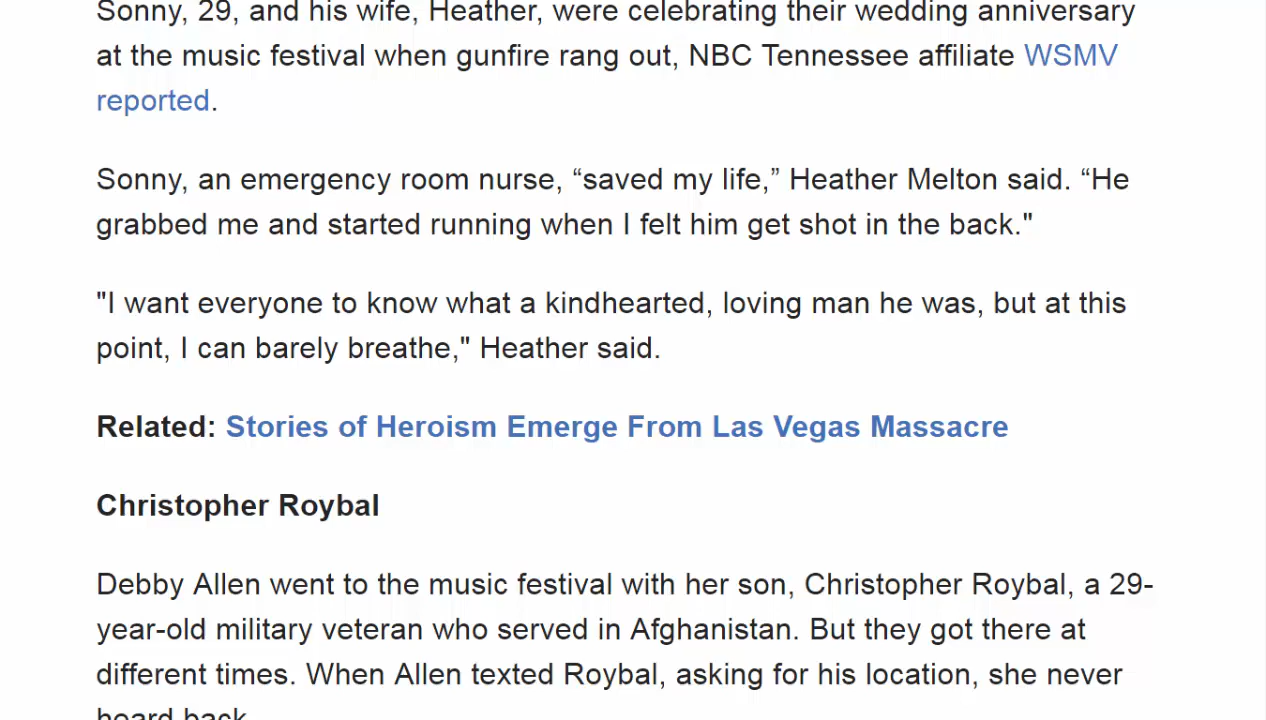 Sonny, 29, and his wife, Heather, were celebrating their wedding anniversary
at the music festival when gunfire rang out, NBC Tennessee affiliate WSMV
reported.
Sonny, an emergency room nurse, “saved my life,” Heather Melton said. “He
grabbed me and started running when I felt him get shot in the back."
"I want everyone to know what a kindhearted, loving man he was, but at this
point, I can barely breathe," Heather said.
Related: Stories of Heroism Emerge From Las Vegas Massacre
Christopher Roybal
Debby Allen went to the music festival with her son, Christopher Roybal, a 29-
year-old military veteran who served in Afghanistan. But they got there at
different times. When Allen texted Roybal, asking for his location, she never
heard back.